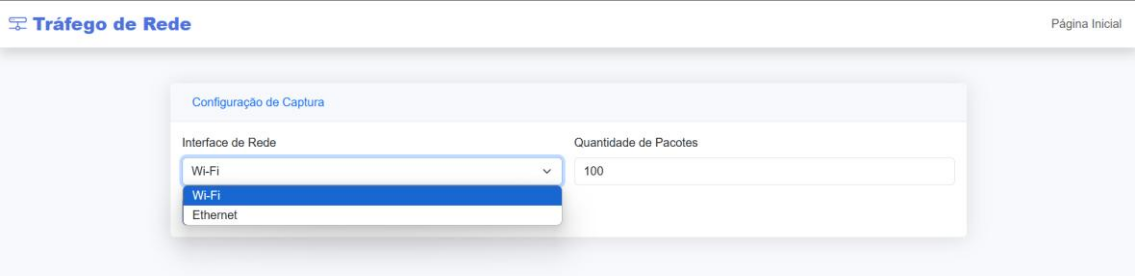 Tráfego de Rede
Página Inicial
Configuração de Captura
Interface de Rede
Quantidade de Pacotes
Wi-Fi
100
Wi-Fi
Ethernet